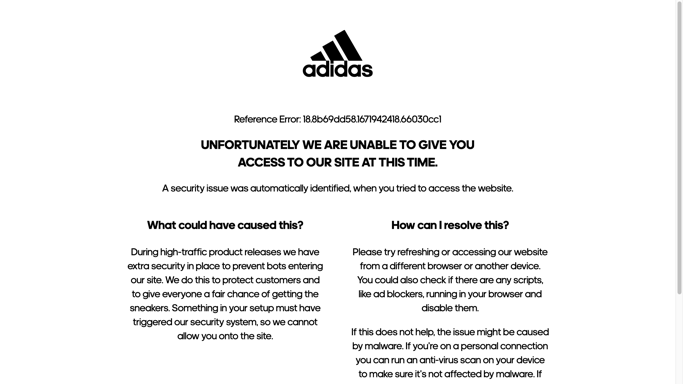 adidas
Reference Error: 18.8b69dd58.1671942418.66030cc1
UNFORTUNATELY WE ARE UNABLE TO GIVE YOU
ACCESS TO OUR SITE AT THIS TIME.
A security issue was automatically identified, when you tried to access the website.
What could have caused this?
During high-traffic product releases we have
extra security in place to prevent bots entering
our site. We do this to protect customers and
to give everyone a fair chance of getting the
sneakers. Something in your setup must have
triggered our security system, so we cannot
allow you onto the site.
How can I resolve this?
Please try refreshing or accessing our website
from a different browser or another device.
You could also check if there are any scripts,
like ad blockers, running in your browser and
disable them.
If this does not help, the issue might be caused
by malware. If you're on a personal connection
you can run an anti-virus scan on your device
to make sure it's not affected by malware. If